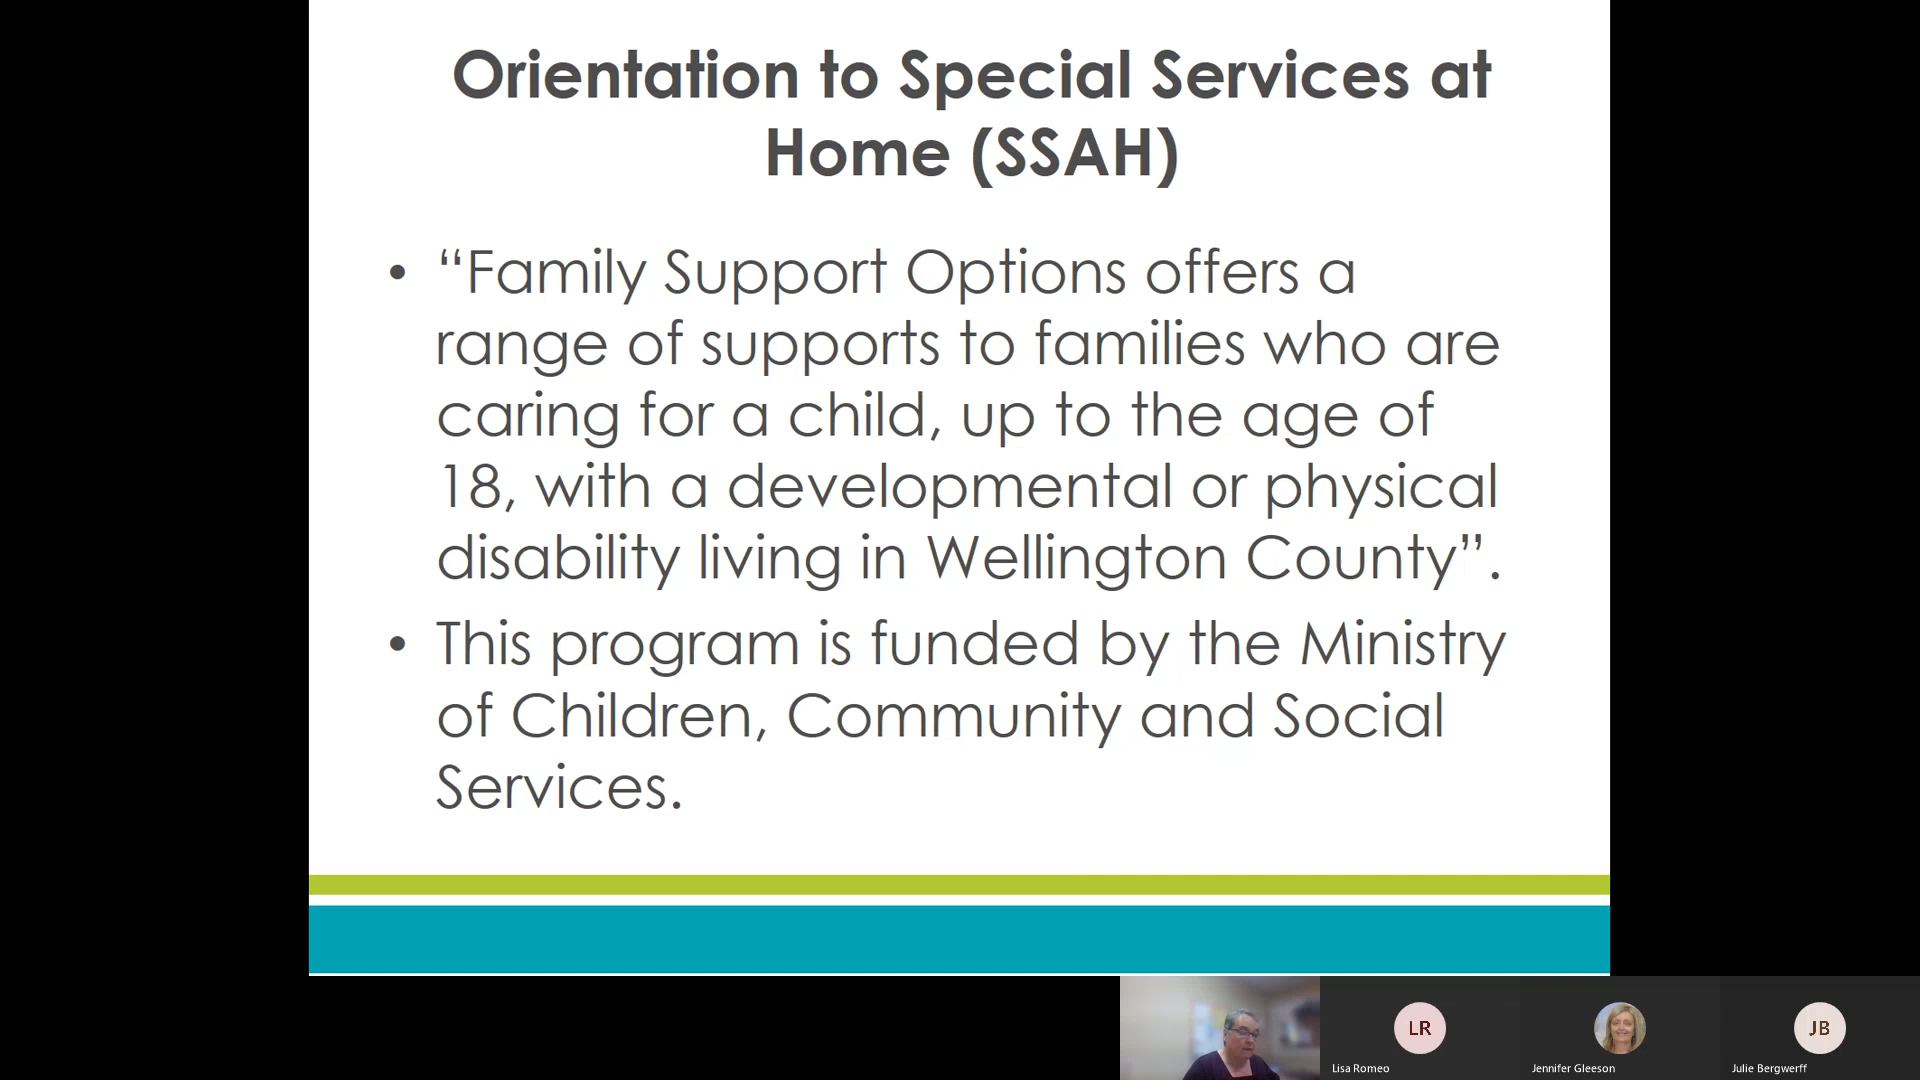 Orientation to Special Services at
Home (SSAH)
• “Family Support Options offers a
range of supports to families who are
caring for a child, up to the age of
18, with a developmental or physical
disability living in Wellington County”.
• This program is funded by the Ministry
of Children, Community and Social
Services.
LR
JB
Lisa Romeo
Jennifer Gleeson
Julie Bergwerff